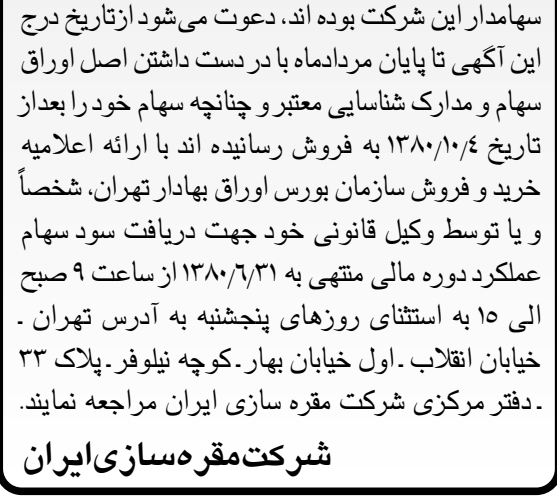 سهامدار این شرکت بوده اند، دعوت می‌شود ازتاریخ درج
این آگهی تا پایان مردادماه با در دست داشتن اصل اوراق
سهام و مدارک شناسایی معتبر و چنانچه سهام خود را بعداز
تاریخ ۱۳۸۰/۱۰/٤ به فروش رسانیده اند با ارائه اعلامیه
خرید و فروش سازمان بورس اوراق بهادار تهران، شخصاً
و یا توسط وکیل قانونی خود جهت دریافت سود سهام
عملکرد دوره مالی منتهی به ۱۳۸۰/٦/۳۱ از ساعت ۹ صبح
الی ۱٥ به استثنای روزهای پنجشنبه به آدرس تهران ـ
خیابان انقلاب ـ اول خیابان بهار ـ کوچه نیلوفر ـ پلاک ۳۳
ـ دفتر مرکزی شرکت مقره سازی ایران مراجعه نمایند.
شرکت‌مقره‌سازی‌ایران